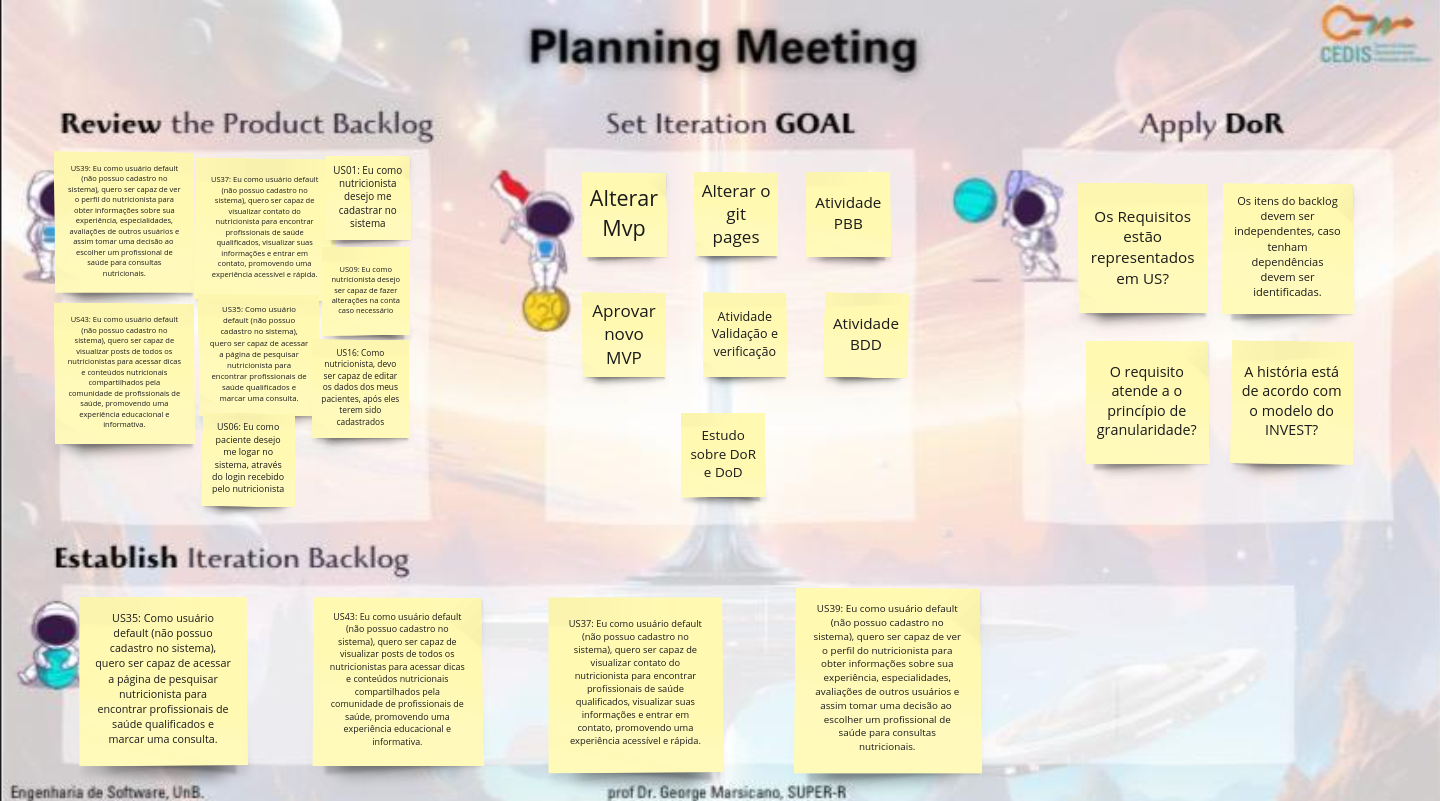 Planning Meeting
CEDIS
Review the Product Backlog
US39: Eu como usuário default
(não possuo cadastro no
sistema), quero ser capaz de ver
o perfil do nutricionista para
obter informações sobre sua
experiência, especialidades,
avaliações de outros usuários e
assim tomar uma decisão ao
escolher um profissional de
saúde para consultas
nutricionais.
US37: Eu como usuário default
(não possuo cadastro no
sistema), quero ser capaz de
visualizar contato do
nutricionista para encontrar
profissionais de saúde
qualificados, visualizar suas
informações e entrar em
contato, promovendo uma
experiência acessível e rápida.
US01: Eu como
nutricionista
desejo me
cadastrar no
sistema
US09: Eu como
nutricionista desejo
ser capaz de fazer
alterações na conta
caso necessário
US43: Eu como usuário default
(não possuo cadastro no
sistema), quero ser capaz de
visualizar posts de todos os
nutricionistas para acessar dicas
e conteúdos nutricionais
compartilhados pela
comunidade de profissionais de
saúde, promovendo uma
experiência educacional e
informativa.
US35: Como usuário
default (não possuo
cadastro no sistema),
quero ser capaz de acessar
a página de pesquisar
nutricionista para
encontrar profissionais de
saúde qualificados e
marcar uma consulta.
US16: Como
nutricionista, devo
ser capaz de editar
os dados dos meus
pacientes, após eles
terem sido
cadastrados
US06: Eu como
paciente desejo
me logar no
sistema, através
do login recebido
pelo nutricionista
Set Iteration GOAL
Alterar
Mvp
Alterar o
git
pages
Atividade
PBB
Aprovar
novo
MVP
Atividade
Validação e
verificação
Atividade
BDD
Estudo
sobre DoR
e DoD
Apply DoR
Os Requisitos
estão
representados
em US?
Os itens do backlog
devem ser
independentes, caso
tenham
dependências
devem ser
identificadas.
O requisito
atende a o
princípio de
granularidade?
A história está
de acordo com
o modelo do
INVEST?
Establish Iteration Backlog
US35: Como usuário
default (não possuo
cadastro no sistema),
quero ser capaz de acessar
a página de pesquisar
nutricionista para
encontrar profissionais de
saúde qualificados e
marcar uma consulta.
US43: Eu como usuário default
(não possuo cadastro no
sistema), quero ser capaz de
visualizar posts de todos os
nutricionistas para acessar dicas
e conteúdos nutricionais
compartilhados pela
comunidade de profissionais de
saúde, promovendo uma
experiência educacional e
informativa.
US37: Eu como usuário default
(não possuo cadastro no
sistema), quero ser capaz de
visualizar contato do
nutricionista para encontrar
profissionais de saúde
qualificados, visualizar suas
informações e entrar em
contato, promovendo uma
experiência acessível e rápida.
US39: Eu como usuário default
(não possuo cadastro no
sistema), quero ser capaz de ver
o perfil do nutricionista para
obter informações sobre sua
experiência, especialidades,
avaliações de outros usuários e
assim tomar uma decisão ao
escolher um profissional de
saúde para consultas
nutricionais.
Engenharia de Software, UnB.
prof Dr. George Marsicano, SUPER-R